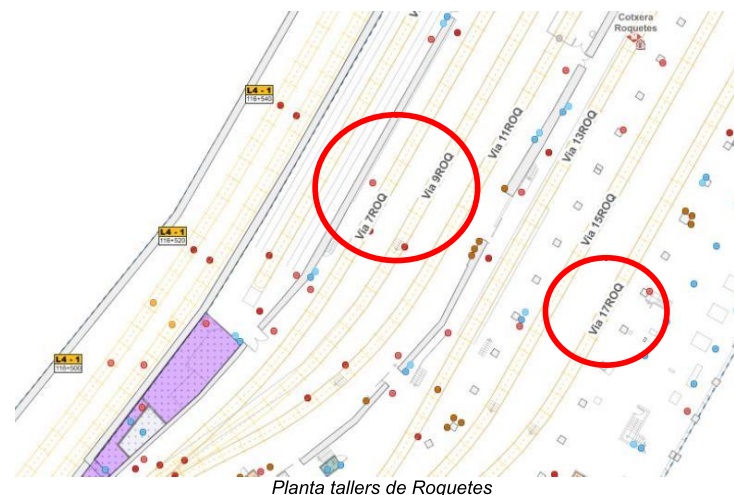 Cotxera
Roquetes
L4 - 1
116+540
Via 11ROQ
Via 13ROQ
Via 9ROQ
Via 7ROQ
Via 15ROQ
L4 - 1
116+520
Via 17ROQ
L4 - 1
116+500
Planta tallers de Roquetes